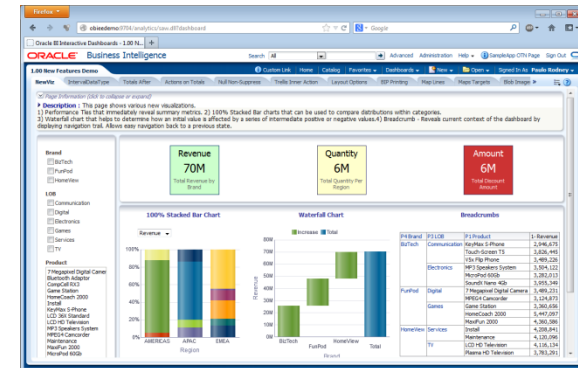 Firefox
obieedemo:9704/analytics/saw.dll?dashboard
Google
Oracle BI Interactive Dashboards - 1.00 N...
ORACLE Business Intelligence
Search All
Advanced Administration Help SampleApp OTN Page Sign Out
1.00 New Features Demo
Custom Link Home Catalog Favorites Dashboards New Open Signed In As Paulo Rodney
NewViz IntervalDataType Totals After Actions on Totals Null Non-Suppress Trellis Inner Action Layout Options SSP Printing Map Lines Maps Targets Blob Image
Page Information (click to collapse or expand)
Description : This page shows various new visualizations.
1) Performance Tiles that immediately reveal summary metrics. 2) 100% Stacked Bar charts that can be used to compare distributions within categories.
3) Waterfall chart that helps to determine how an initial value is affected by a series of intermediate positive or negative values.4) Breadcrumb - Reveals current context of the dashboard by
displaying navigation trail. Allows easy navigation back to a previous state.
Brand
BizTech
FunPod
HomeView
LOB
Communication
Digital
Electronics
Games
Services
TV
Product
7 Megapixel Digital Camer
Bluetooth Adaptor
CompCell RX3
Game Station
HomeCoach 2000
Install
KeyMax S-Phone
LCD 36X Standard
LCD HD Television
MP3 Speakers System
MPEG4 Camcorder
Maintenance
MaxiFun 2000
MicroPod 60Gb
Revenue
70M
Total Revenue by
Brand
Quantity
6M
Total Quantity Per
Region
Amount
6M
Total Discount
Amount
100% Stacked Bar Chart
Revenue
100%
80%
60%
40%
20%
0%
AMERICAS APAC EMEA
Region
Waterfall Chart
Increase Total
80M
70M
60M
50M
40M
30M
20M
10M
0M
Revenue
BizTech FunPod HomeView Total
Brand
Breadcrumbs
P4 Brand P3 LOB P1 Product 1- Revenue
BizTech Communication KeyMax S-Phone 2,946,675
Touch-Screen T5 3,826,445
V5x Flip Phone 3,489,226
Electronics MP3 Speakers System 3,504,122
MicroPod 60Gb 3,282,013
SoundX Nano 4Gb 3,955,349
FunPod Digital 7 Megapixel Digital Camera 3,489,231
MPEG4 Camcorder 3,124,873
Games Game Station 3,360,656
HomeCoach 2000 5,447,097
MaxiFun 2000 4,360,586
HomeView Services Install 4,208,841
Maintenance 4,120,096
TV LCD HD Television 4,116,134
Plasma HD Television 3,783,291